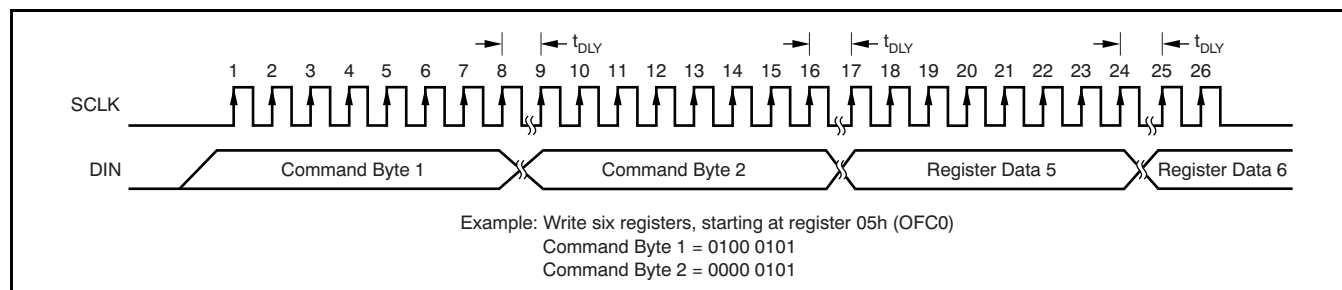 t_DLY t_DLY t_DLY
1 2 3 4 5 6 7 8 9 10 11 12 13 14 15 16 17 18 19 20 21 22 23 24 25 26
SCLK
DIN Command Byte 1 Command Byte 2 Register Data 5 Register Data 6
Example: Write six registers, starting at register 05h (OFC0)
Command Byte 1 = 0100 0101
Command Byte 2 = 0000 0101